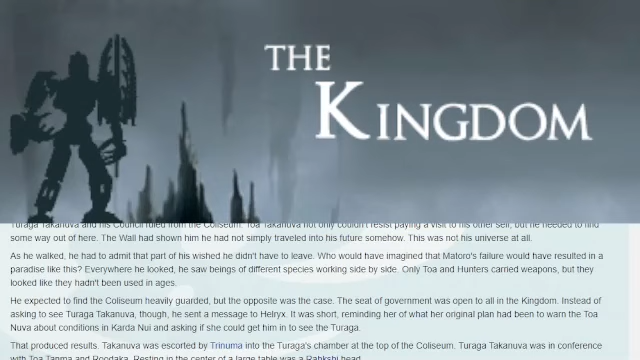 THE
KINGDOM
Turaga Takanuva and his Council ruled from the Coliseum. Toa Takanuva not only couldn't resist paying a visit to his other self, but he needed to find
some way out of here. The Wall had shown him he had not simply traveled into his future somehow. This was not his universe at all.
As he walked, he had to admit that part of his wished he didn't have to leave. Who would have imagined that Matoro's failure would have resulted in a
paradise like this? Everywhere he looked, he saw beings of different species working side by side. Only Toa and Hunters carried weapons, but they
looked like they hadn't been used in ages.
He expected to find the Coliseum heavily guarded, but the opposite was the case. The seat of government was open to all in the Kingdom. Instead of
asking to see Turaga Takanuva, though, he sent a message to Helryx. It was short, reminding her of what her original plan had been to warn the Toa
Nuva about conditions in Karda Nui and asking if she could get him in to see the Turaga.
That produced results. Takanuva was escorted by Trinuma into the Turaga's chamber at the top of the Coliseum. Turaga Takanuva was in conference
with Toa Tanma and Roodaka. Resting in the center of a large table was a Rahkshi head.